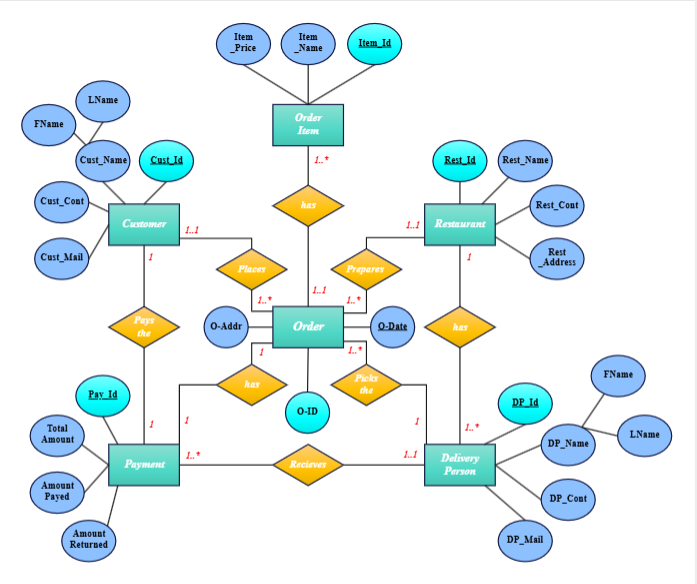 Item
_Price
Item
_Name
Item_Id
LName
FName
Order
Item
Cust_Name
Cust_Id
1..*
Rest_Id
Rest_Name
Cust_Cont
has
Rest_Cont
Customer
1..1
1..1
Restaurant
Cust_Mail
1
1
Rest
_Address
Places
Prepares
1..*
1..1
1..*
Pays
the
O-Addr
Order
O-Date
has
1
1..*
FName
has
Picks
the
Pay_Id
DP_Id
O-ID
1
1
1
1..*
Total
Amount
DP_Name
LName
1..*
1..1
Payment
Recieves
Delivery
Person
Amount
Payed
DP_Cont
Amount
Returned
DP_Mail